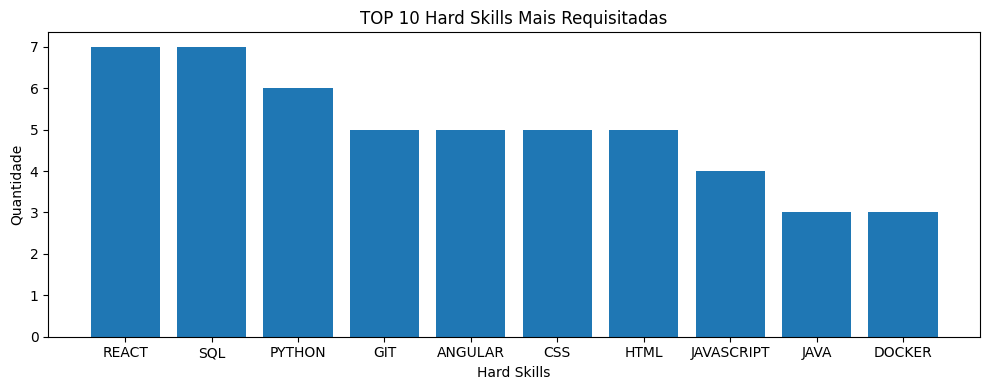 TOP 10 Hard Skills Mais Requisitadas
Quantidade
7
6
5
4
3
2
1
0
REACT SQL PYTHON GIT ANGULAR CSS HTML JAVASCRIPT JAVA DOCKER
Hard Skills